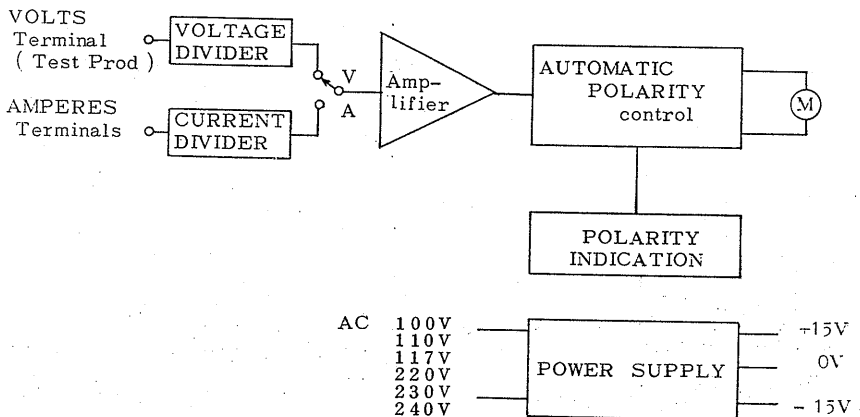 VOLTS
Terminal
( Test Prod )
VOLTAGE
DIVIDER
AMPERES
Terminals
CURRENT
DIVIDER
V
A
Amp-
lifier
AUTOMATIC
POLARITY
control
M
POLARITY
INDICATION
AC 100V
110V
117V
220V
230V
240V
POWER SUPPLY
+15V
0V
- 15V